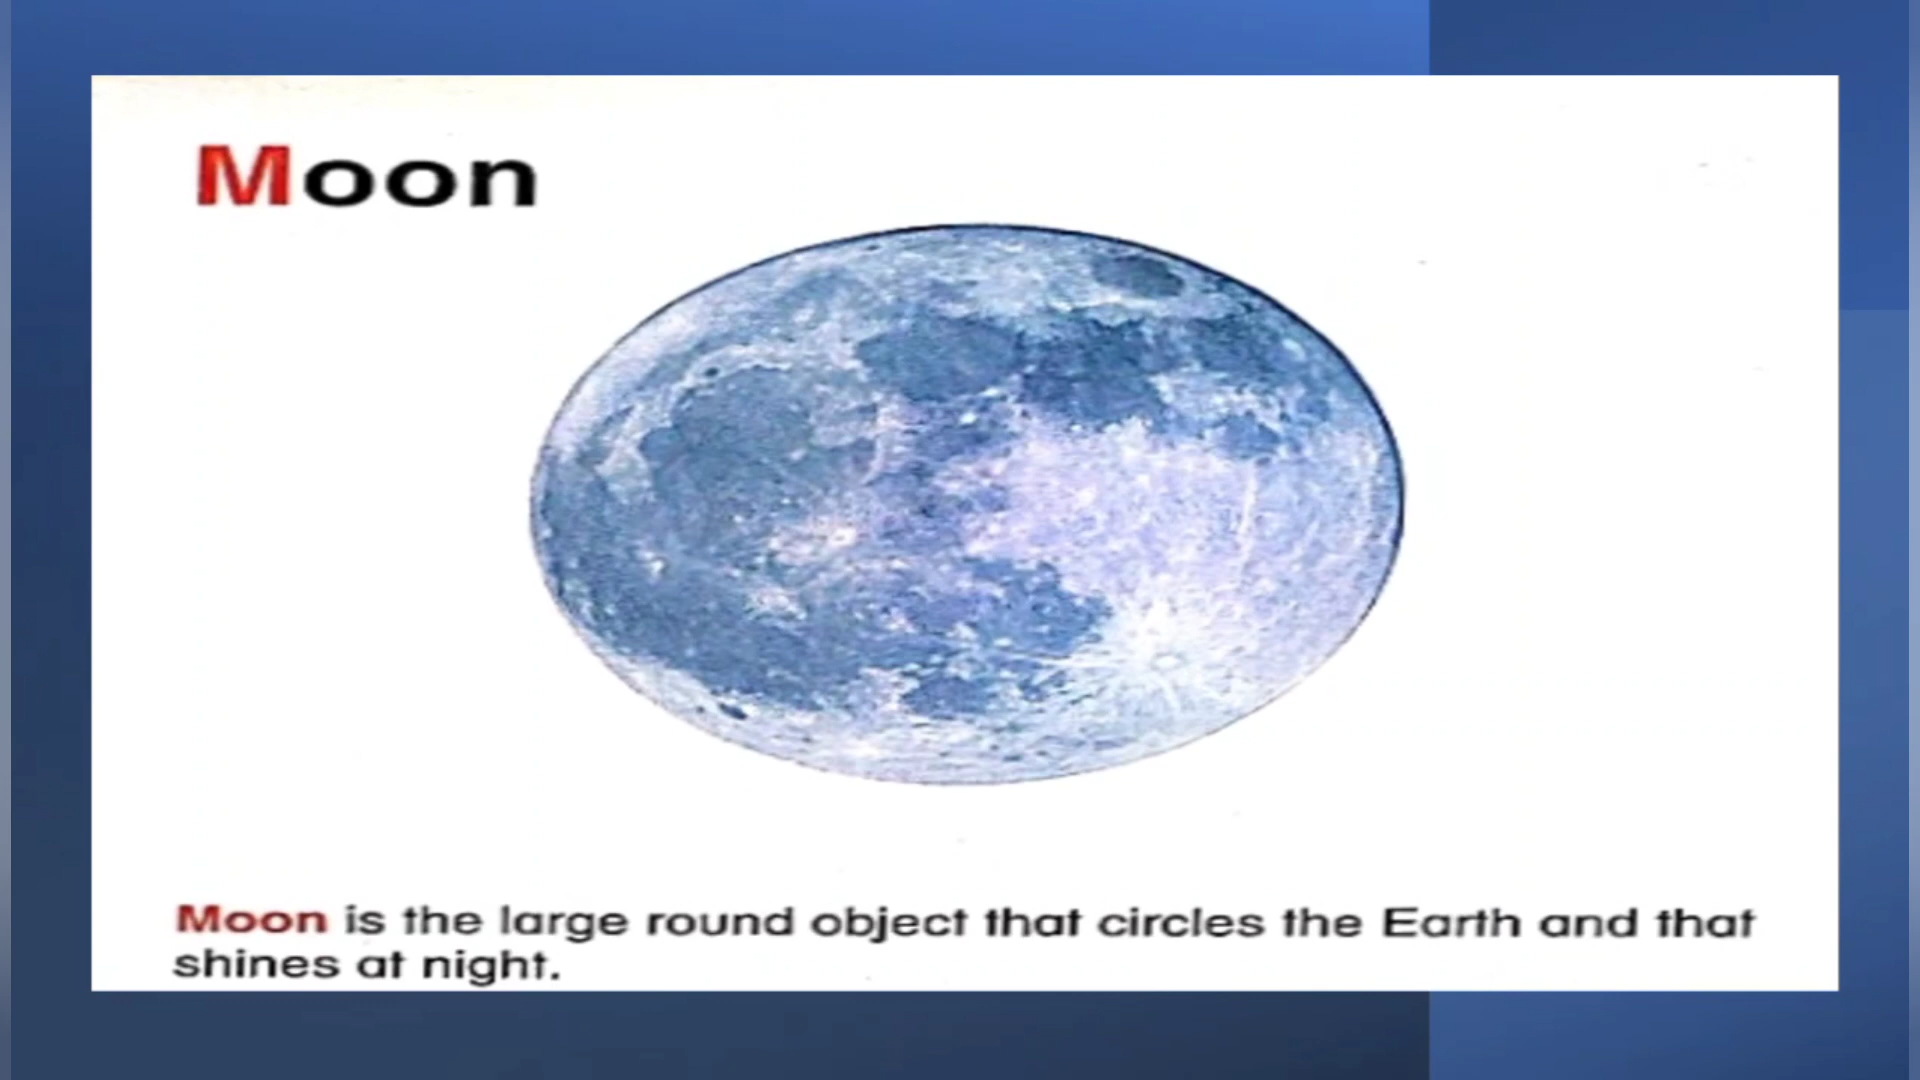 Moon
Moon is the large round object that circles the Earth and that
shines at night.